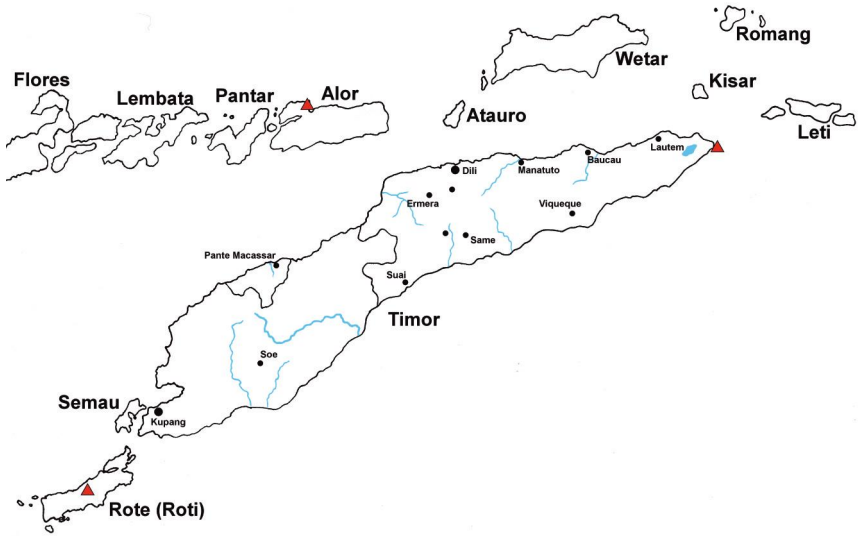 Romang
Wetar
Flores
Kisar
Lembata
Pantar
Alor
Atauro
Leti
Lautem
Baucau
Dili
Manatuto
Ermera
Viqueque
Same
Pante Macassar
Suai
Timor
Soe
Semau
Kupang
Rote (Roti)